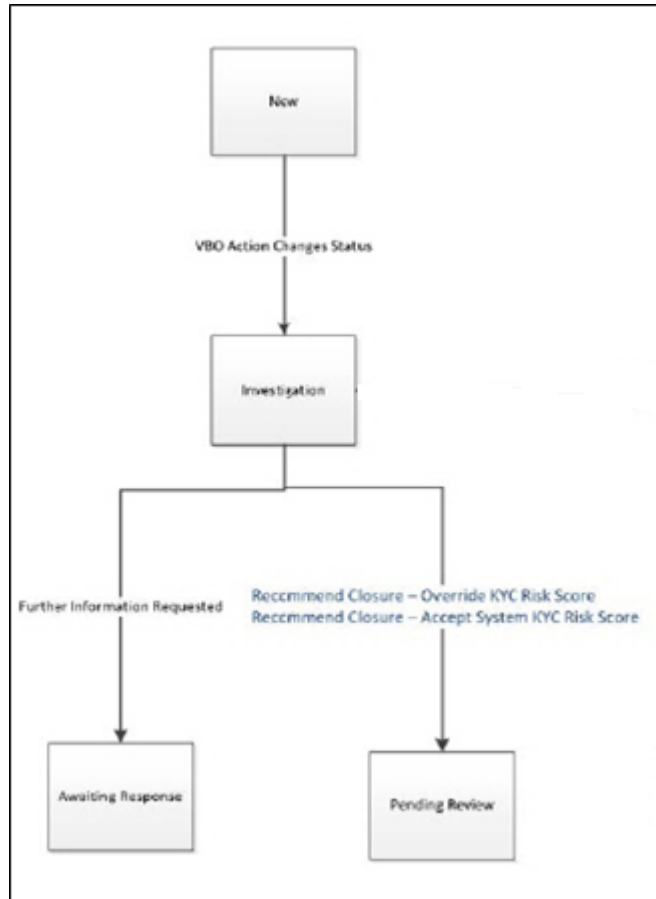 New
VBO Action Changes Status
Investigation
Further Information Requested
Reccmmend Closure – Override KYC Risk Score
Reccmmend Closure – Accept System KYC Risk Score
Awaiting Response
Pending Review